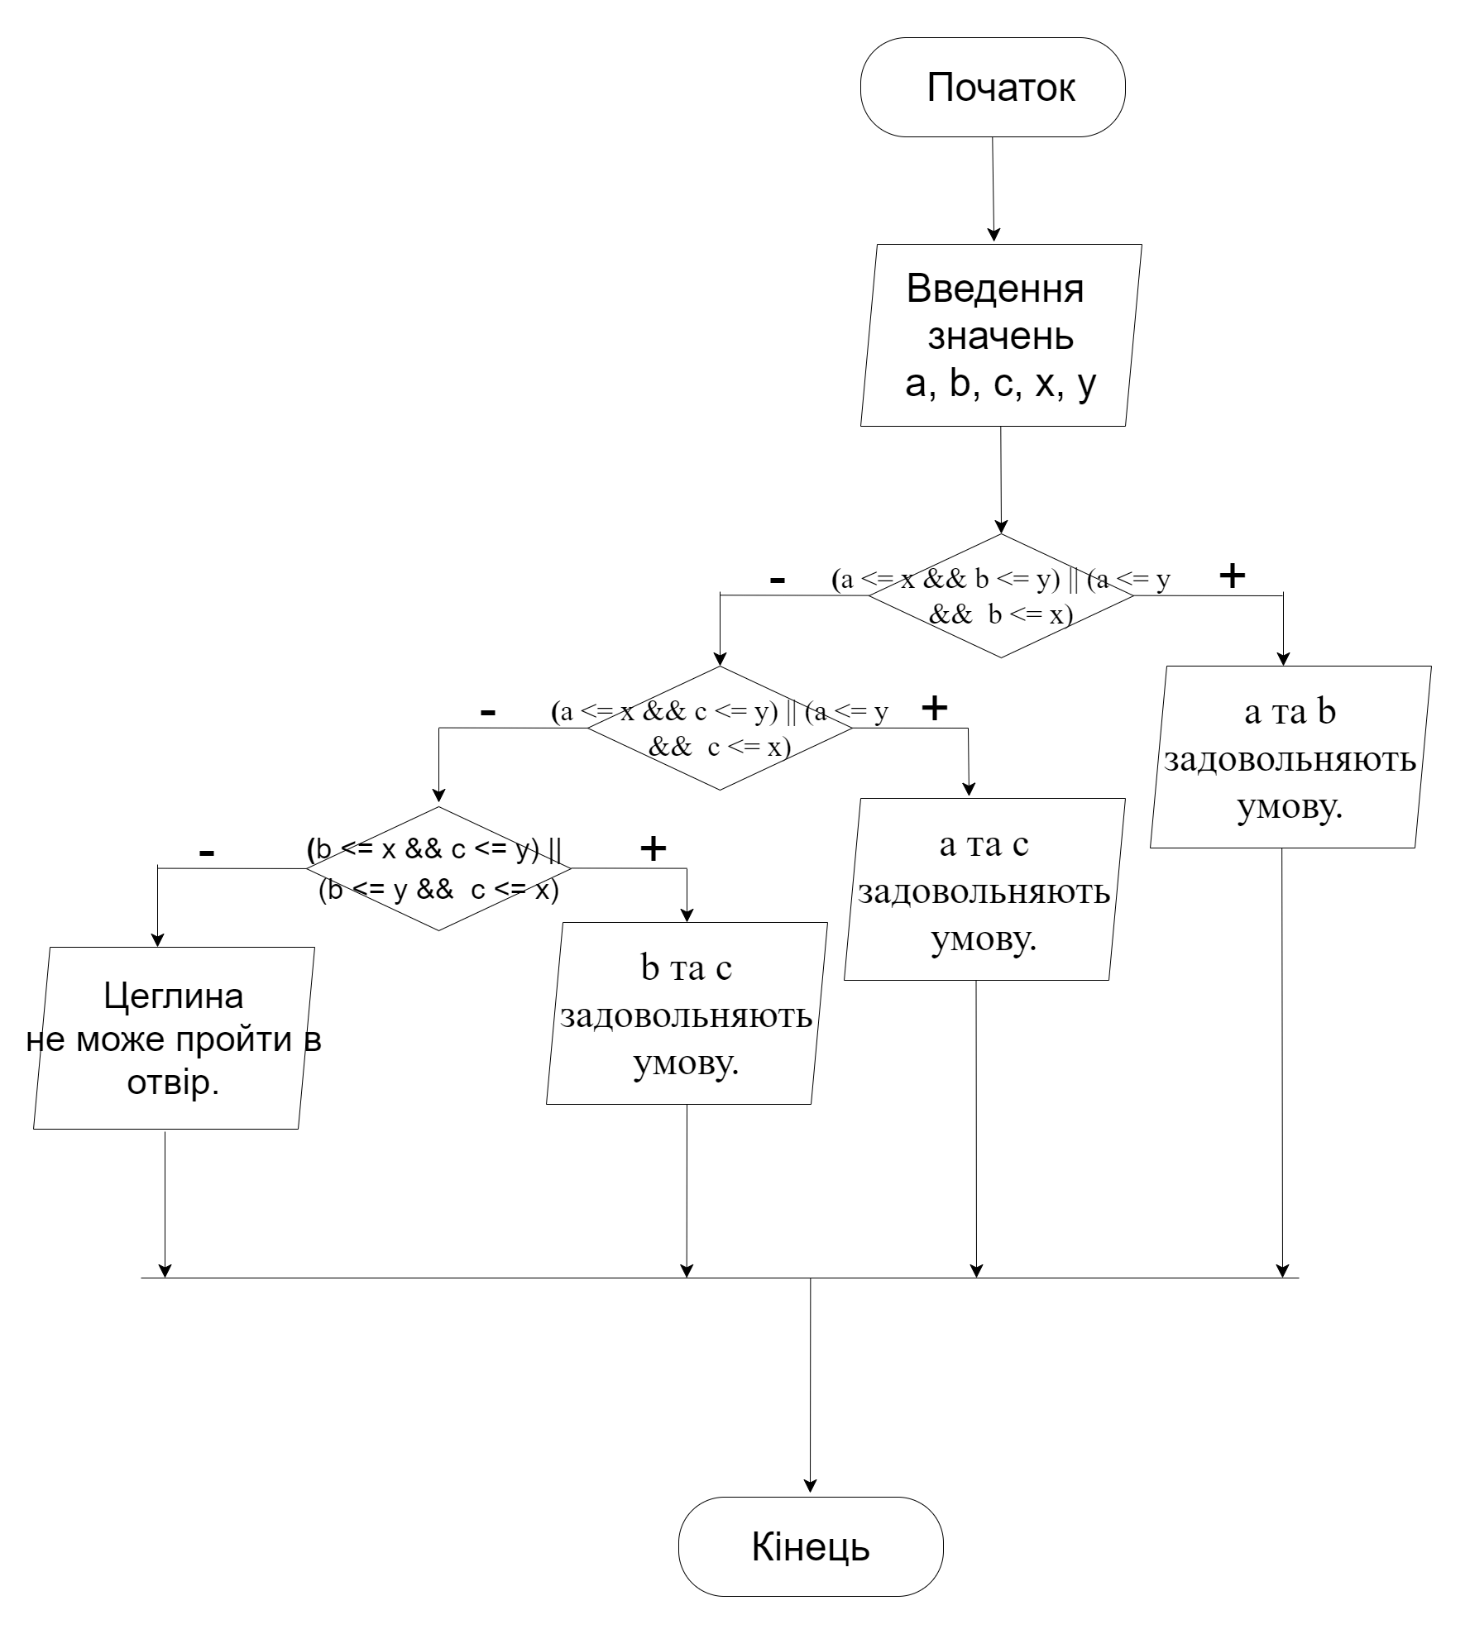 Початок
Введення
значень
a, b, c, x, y
- (a <= x && b <= y) || (a <= y +
&& b <= x)
- (a <= x && c <= y) || (a <= y +
&& c <= x)
а та b
задовольняють
умову.
- (b <= x && c <= y) || +
(b <= y && c <= x)
а та с
задовольняють
умову.
b та с
задовольняють
умову.
Цеглина
не може пройти в
отвір.
Кінець